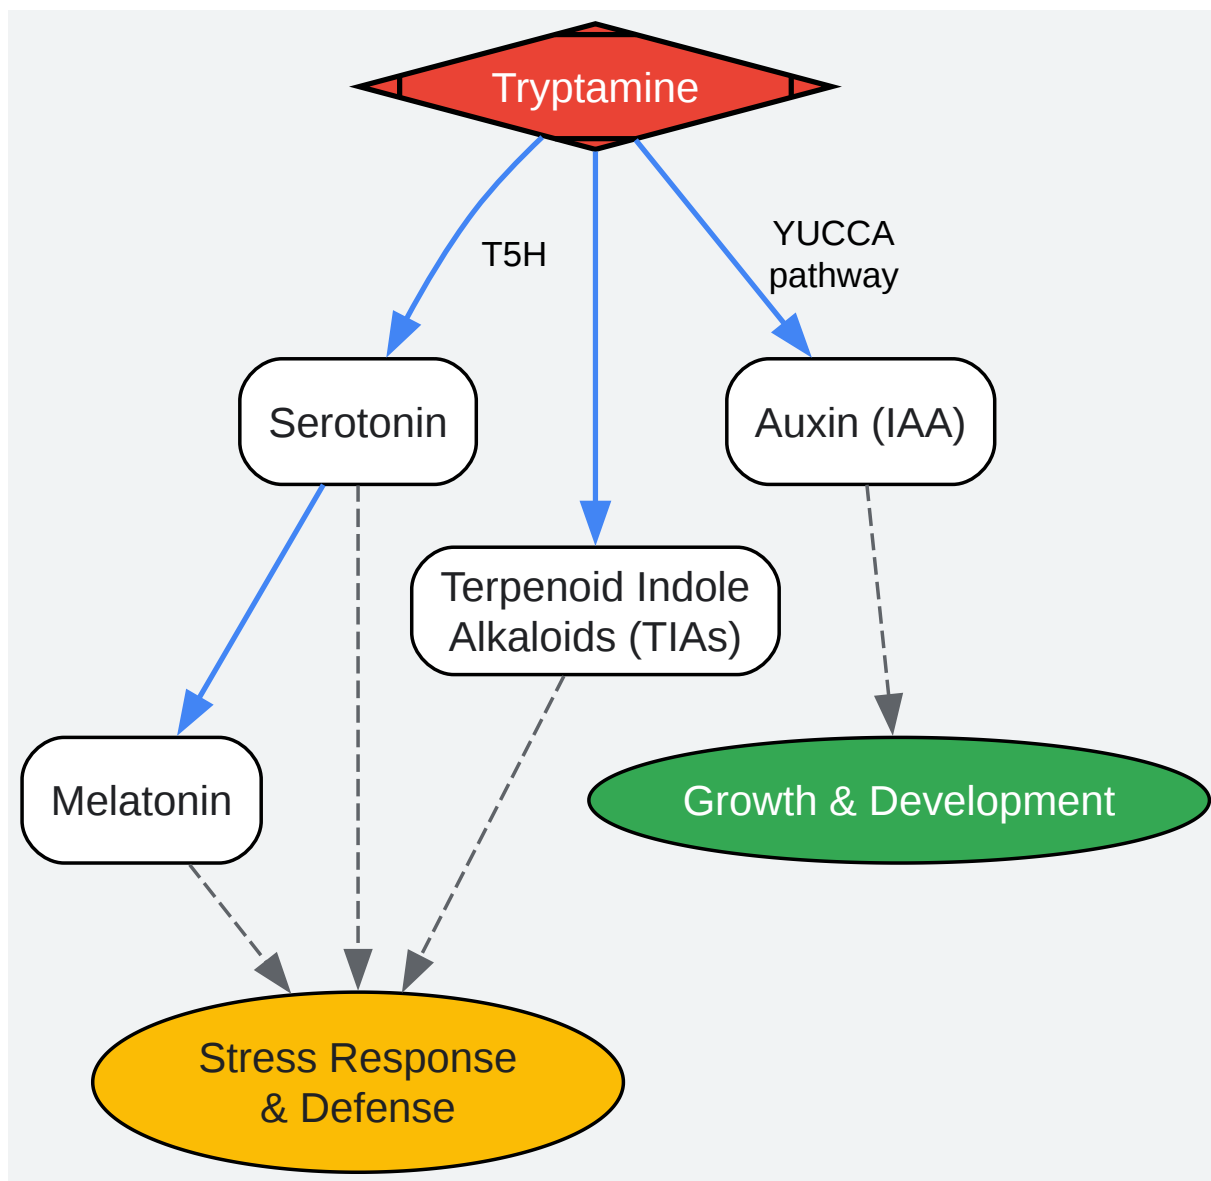 Tryptamine
T5H
YUCCA
pathway
Serotonin
Auxin (IAA)
Terpenoid Indole
Alkaloids (TIAs)
Melatonin
Growth & Development
Stress Response
& Defense